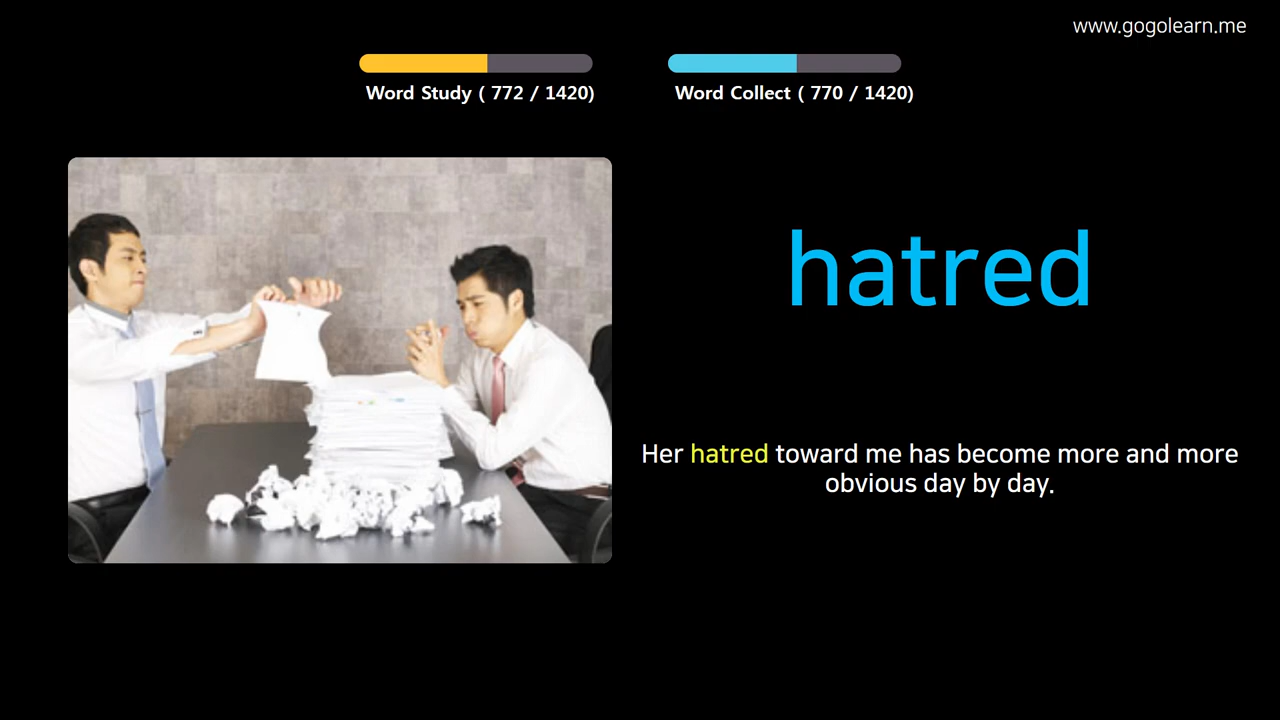 www.gogolearn.me
Word Study ( 772 / 1420)
Word Collect ( 770 / 1420)
hatred
Her hatred toward me has become more and more
obvious day by day.